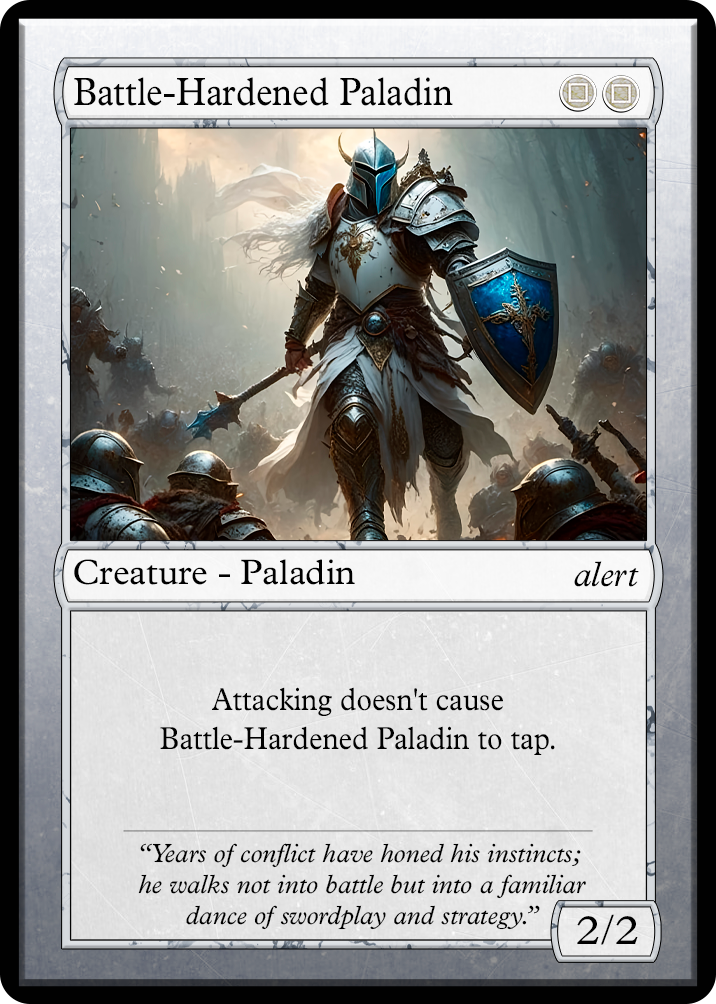 Battle-Hardened Paladin
Creature - Paladin
alert
Attacking doesn't cause
Battle-Hardened Paladin to tap.
“Years of conflict have honed his instincts;
he walks not into battle but into a familiar
dance of swordplay and strategy.”
2/2